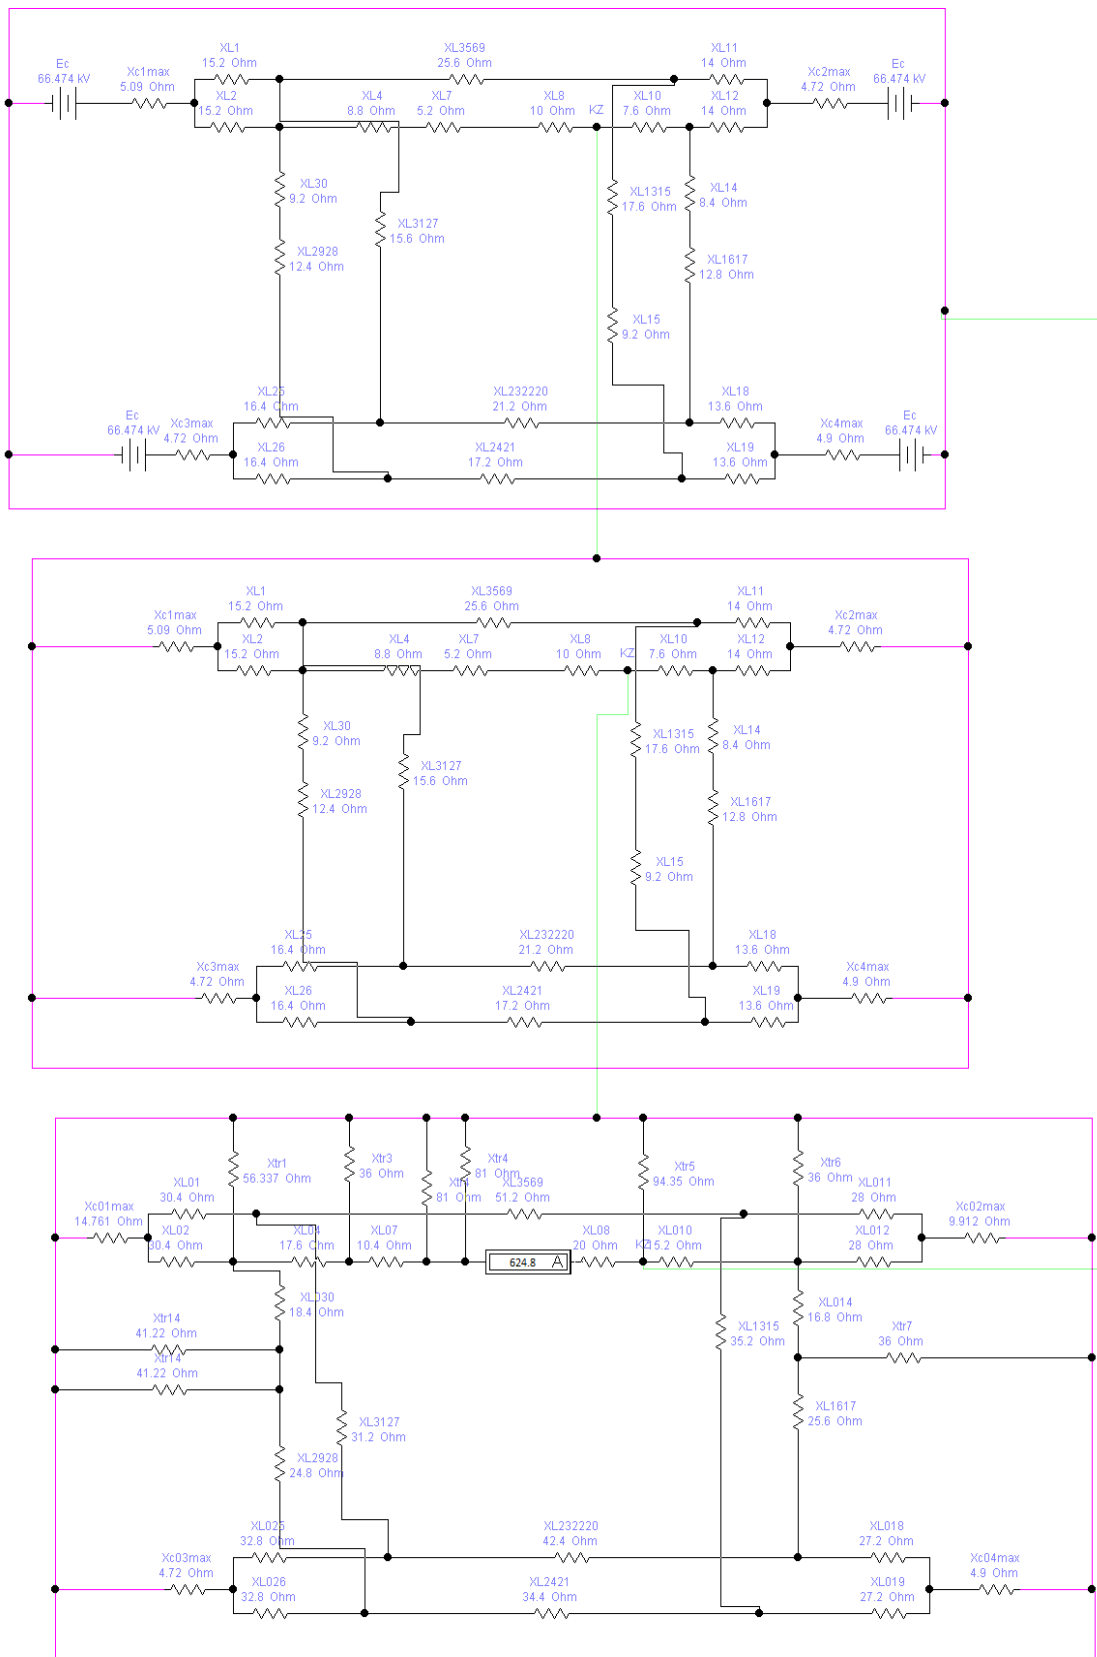 XL1
15.2 Ohm
XL3569
25.6 Ohm
XL11
14 Ohm
Ec
66.474 kV
Xc1max
5.09 Ohm
Xc2max
4.72 Ohm
Ec
66.474 kV
XL2
15.2 Ohm
XL4
8.8 Ohm
XL7
5.2 Ohm
XL8
10 Ohm
KZ
XL10
7.6 Ohm
XL12
14 Ohm
XL30
9.2 Ohm
XL1315
17.6 Ohm
XL14
8.4 Ohm
XL3127
15.6 Ohm
XL2928
12.4 Ohm
XL1617
12.8 Ohm
XL15
9.2 Ohm
XL25
16.4 Ohm
XL232220
21.2 Ohm
XL18
13.6 Ohm
Ec
66.474 kV
Xc3max
4.72 Ohm
Xc4max
4.9 Ohm
Ec
66.474 kV
XL26
16.4 Ohm
XL2421
17.2 Ohm
XL19
13.6 Ohm
XL1
15.2 Ohm
XL3569
25.6 Ohm
XL11
14 Ohm
Xc1max
5.09 Ohm
Xc2max
4.72 Ohm
XL2
15.2 Ohm
XL4
8.8 Ohm
XL7
5.2 Ohm
XL8
10 Ohm
KZ
XL10
7.6 Ohm
XL12
14 Ohm
XL30
9.2 Ohm
XL1315
17.6 Ohm
XL14
8.4 Ohm
XL3127
15.6 Ohm
XL2928
12.4 Ohm
XL1617
12.8 Ohm
XL15
9.2 Ohm
XL25
16.4 Ohm
XL232220
21.2 Ohm
XL18
13.6 Ohm
Xc3max
4.72 Ohm
Xc4max
4.9 Ohm
XL26
16.4 Ohm
XL2421
17.2 Ohm
XL19
13.6 Ohm
Xtr1
56.337 Ohm
Xtr3
36 Ohm
Xtr4
81 Ohm
Xtr4
81 Ohm
Xtr5
94.35 Ohm
Xtr6
36 Ohm
XL01
30.4 Ohm
XL3569
51.2 Ohm
XL011
28 Ohm
Xc01max
14.761 Ohm
Xc02max
9.912 Ohm
XL02
30.4 Ohm
XL04
17.6 Ohm
XL07
10.4 Ohm
624.8 A
XL08
20 Ohm
KZ
XL010
15.2 Ohm
XL012
28 Ohm
XL030
18.4 Ohm
XL014
16.8 Ohm
Xtr14
41.22 Ohm
XL1315
35.2 Ohm
Xtr7
36 Ohm
Xtr14
41.22 Ohm
XL3127
31.2 Ohm
XL1617
25.6 Ohm
XL2928
24.8 Ohm
XL025
32.8 Ohm
XL232220
42.4 Ohm
XL018
27.2 Ohm
Xc03max
4.72 Ohm
Xc04max
4.9 Ohm
XL026
32.8 Ohm
XL2421
34.4 Ohm
XL019
27.2 Ohm